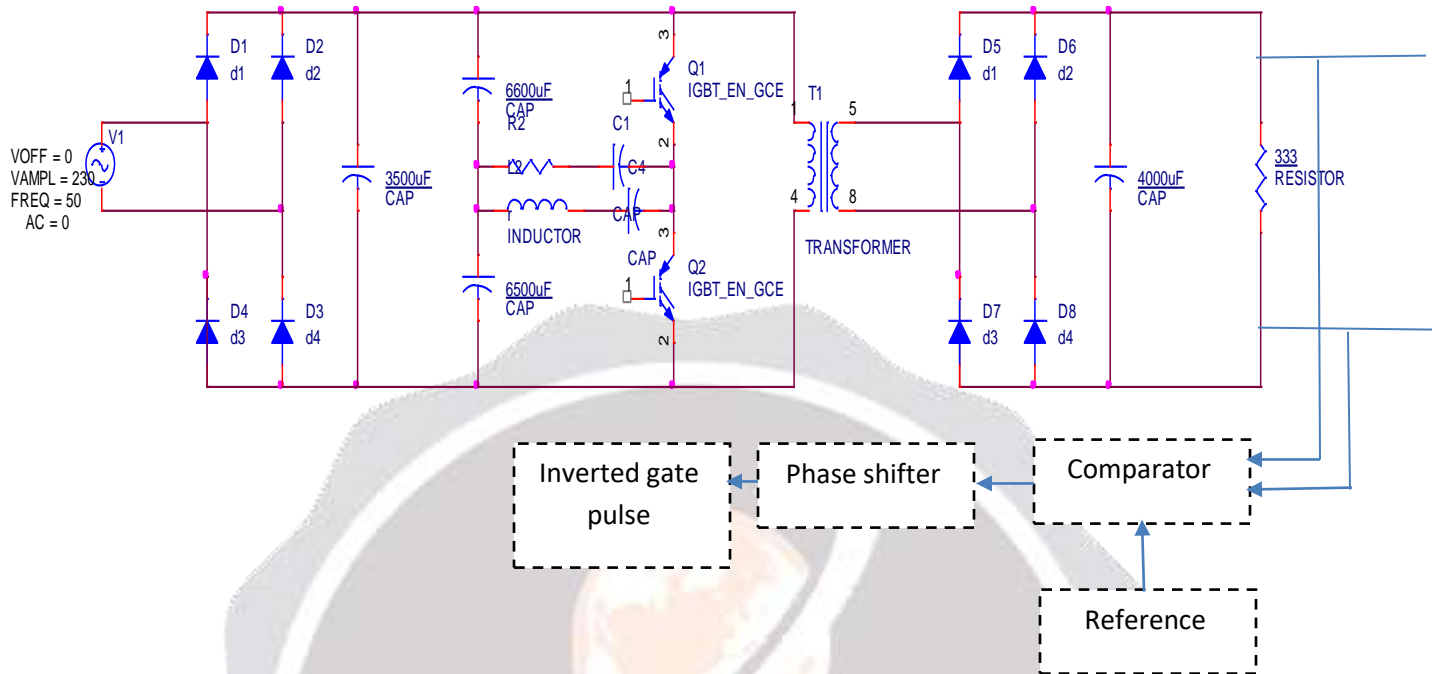 D1
d1
D2
d2
V1
VOFF = 0
VAMPL = 230
FREQ = 50
AC = 0
3500uF
CAP
D4
d3
D3
d4
6600uF
CAP
R2
C1
L2
C4
CAP
INDUCTOR
CAP
6500uF
CAP
3
Q1
IGBT_EN_GCE
1
2
3
Q2
IGBT_EN_GCE
1
2
T1
1
5
4
8
TRANSFORMER
D5
d1
D6
d2
4000uF
CAP
333
RESISTOR
D7
d3
D8
d4
Inverted gate
pulse
Phase shifter
Comparator
Reference